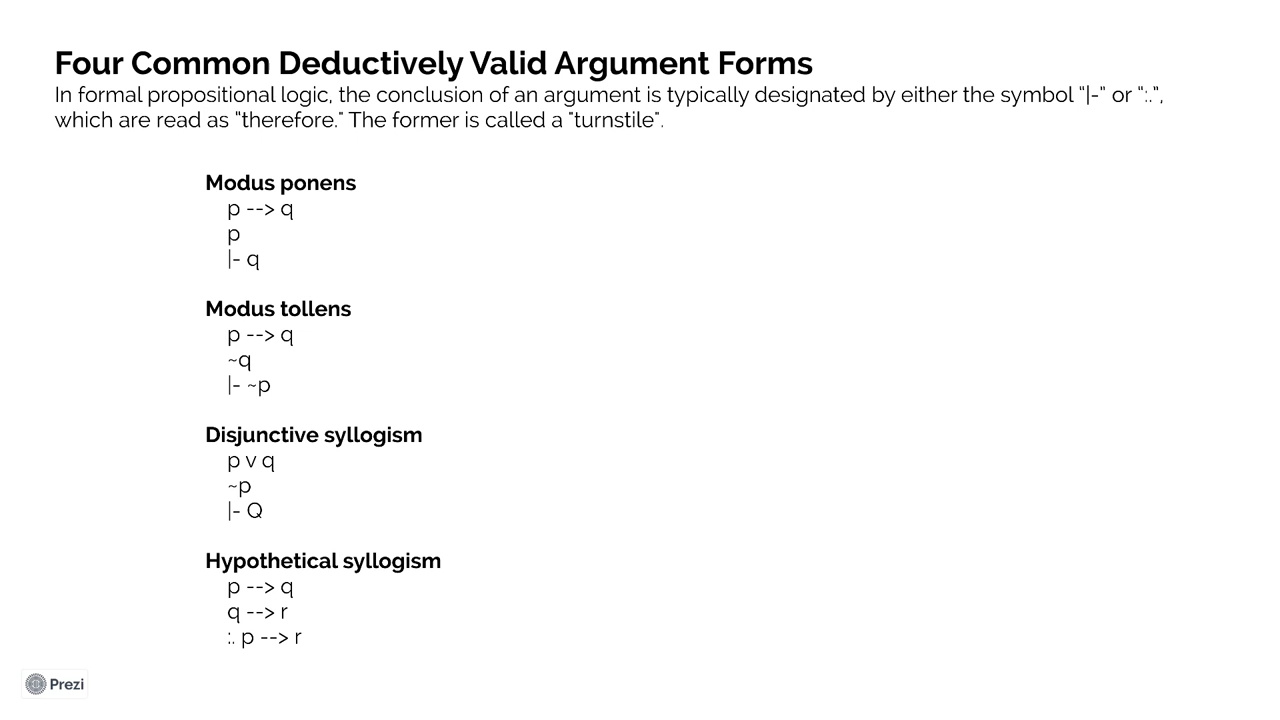 Four Common Deductively Valid Argument Forms
In formal propositional logic, the conclusion of an argument is typically designated by either the symbol "|-" or ":.",
which are read as "therefore." The former is called a "turnstile".
Modus ponens
p --> q
p
|- q
Modus tollens
p --> q
~q
|- ~p
Disjunctive syllogism
p v q
~p
|- Q
Hypothetical syllogism
p --> q
q --> r
:. p --> r
Prezi